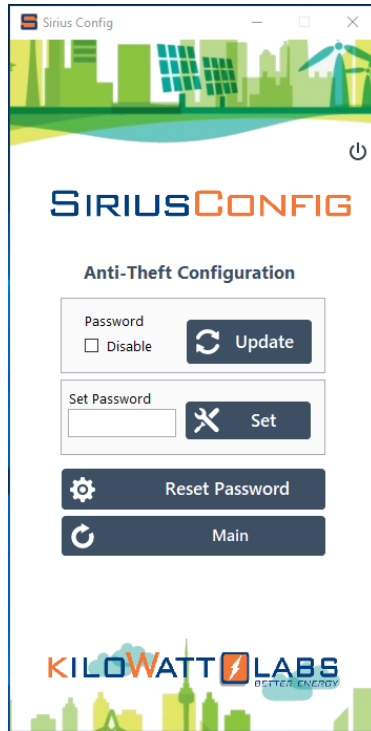 Sirius Config
SIRIUSCONFIG
Anti-Theft Configuration
Password
Disable
Update
Set Password
Set
Reset Password
Main
KILOWATT LABS
BETTER ENERGY